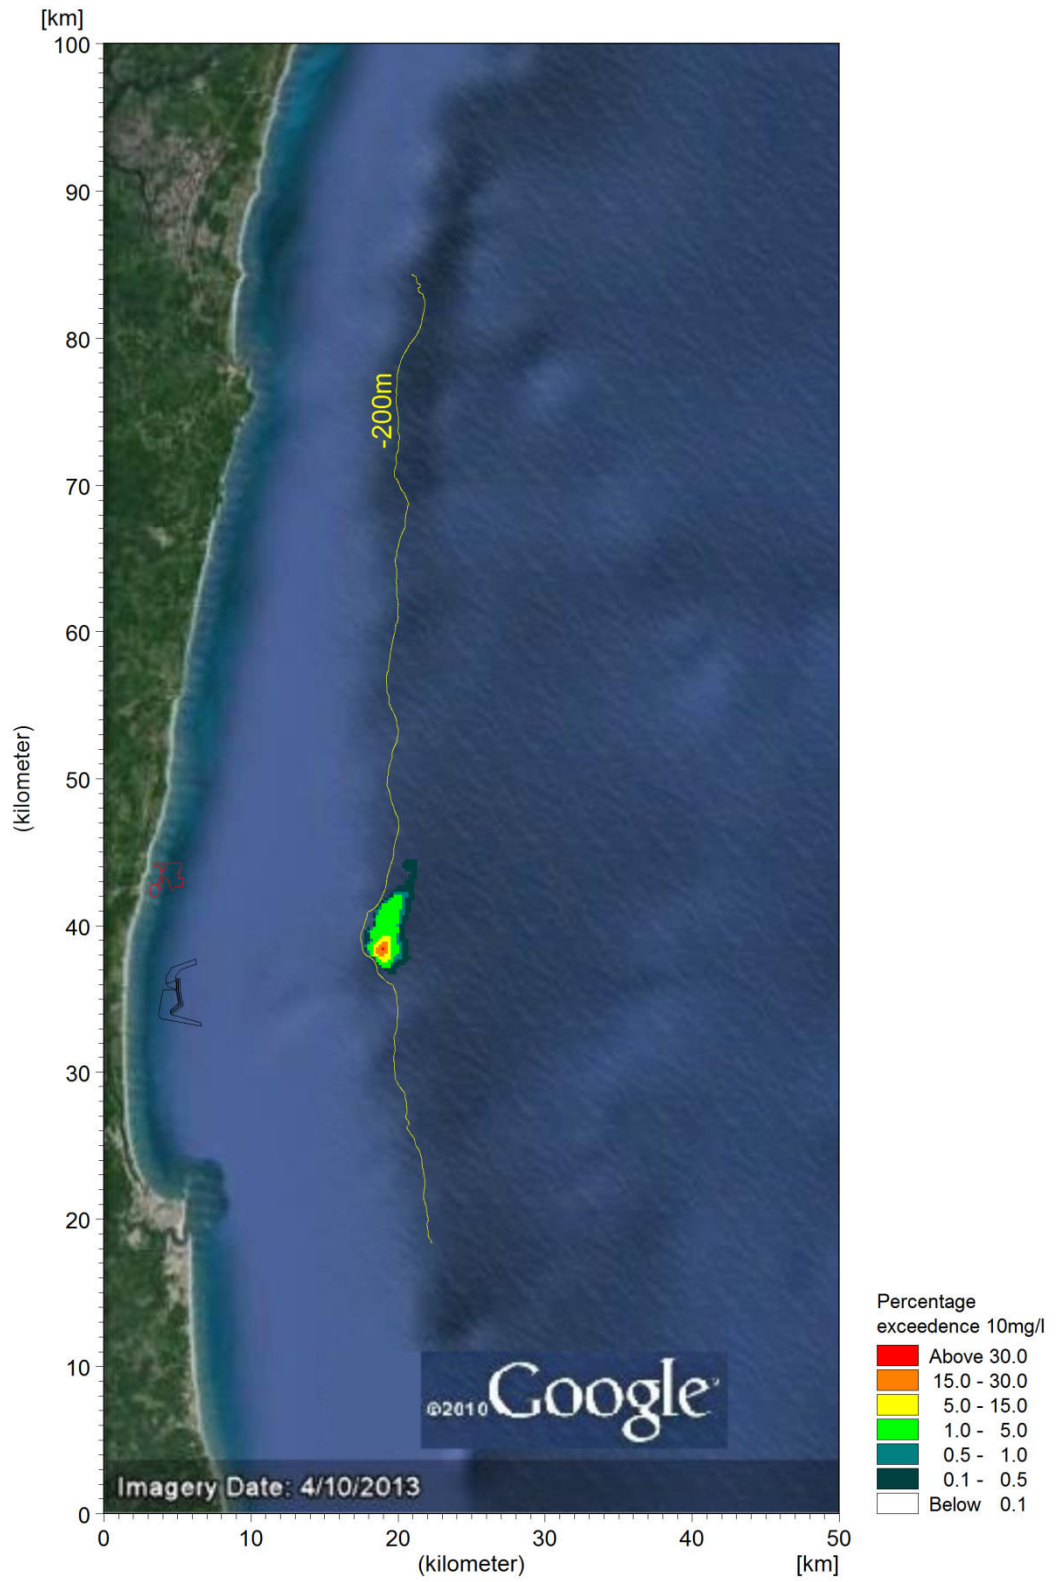 [km]
100
90
80
70
60
50
40
30
20
10
0
(kilometer)
-200m
©2010 Google
Imagery Date: 4/10/2013
0 10 20 30 40 50
(kilometer) [km]
Percentage
exceedence 10mg/l
Above 30.0
15.0 - 30.0
5.0 - 15.0
1.0 - 5.0
0.5 - 1.0
0.1 - 0.5
Below 0.1